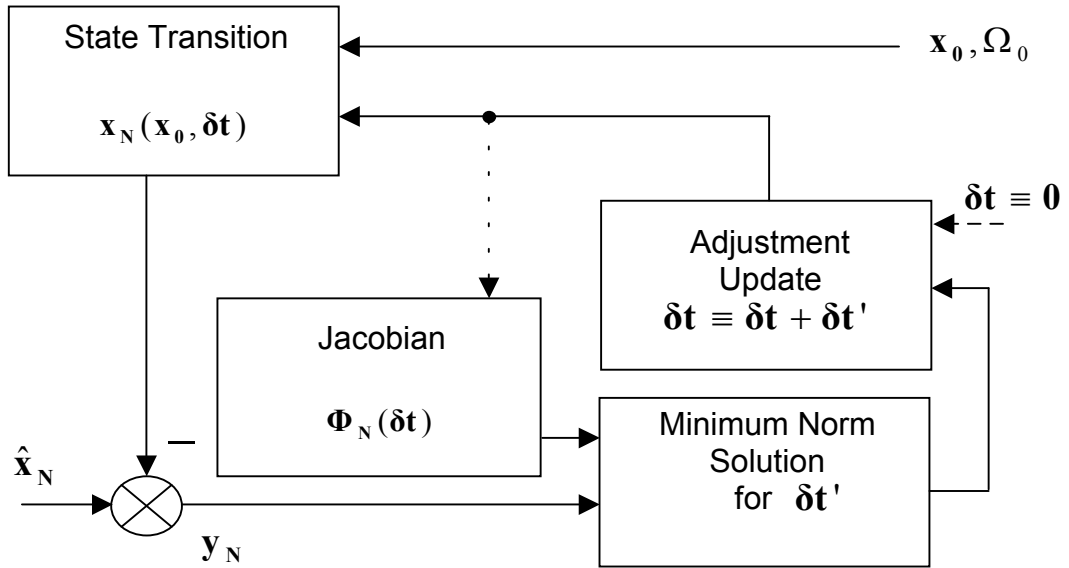 State Transition
x_N(x_0, δt)
x_0, Ω_0
δt ≡ 0
Adjustment
Update
δt ≡ δt + δt'
Jacobian
Φ_N(δt)
Minimum Norm
Solution
for δt'
−
x̂_N
y_N